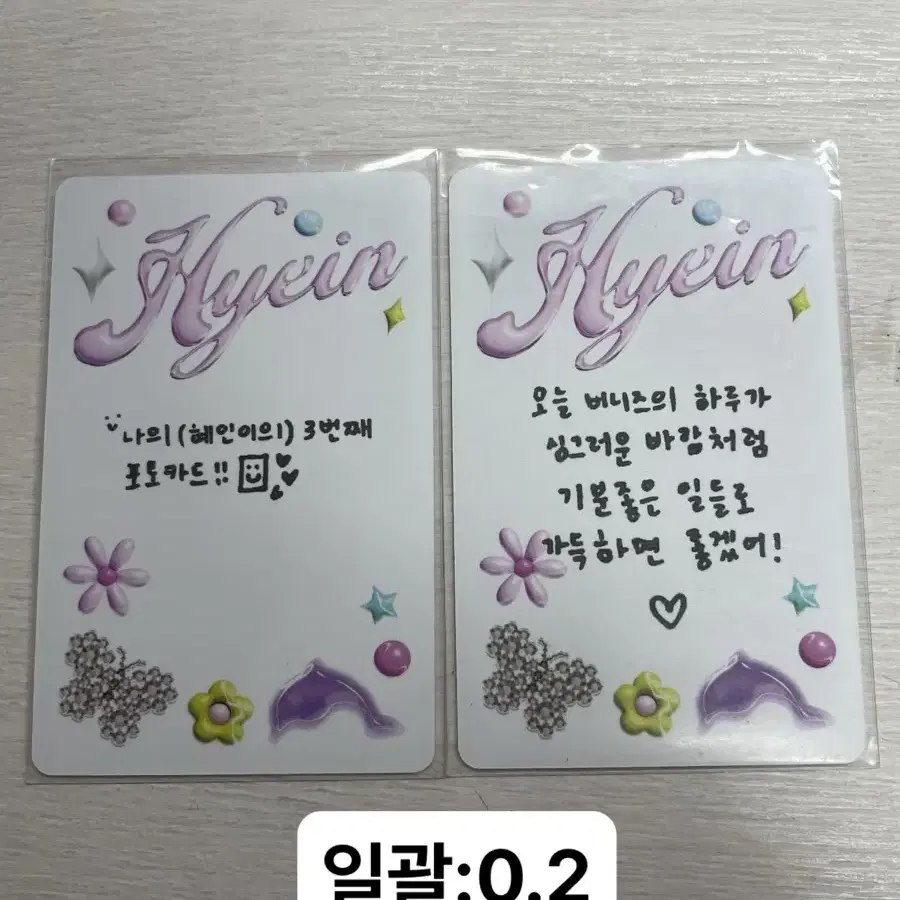 Hyein
나의 (혜인이의) 3번째
포토카드!!
Hyein
오늘 버니즈의 하루가
싱그러운 바람처럼
기분좋은 일들로
가득하면 좋겠어!
일괄:0.2